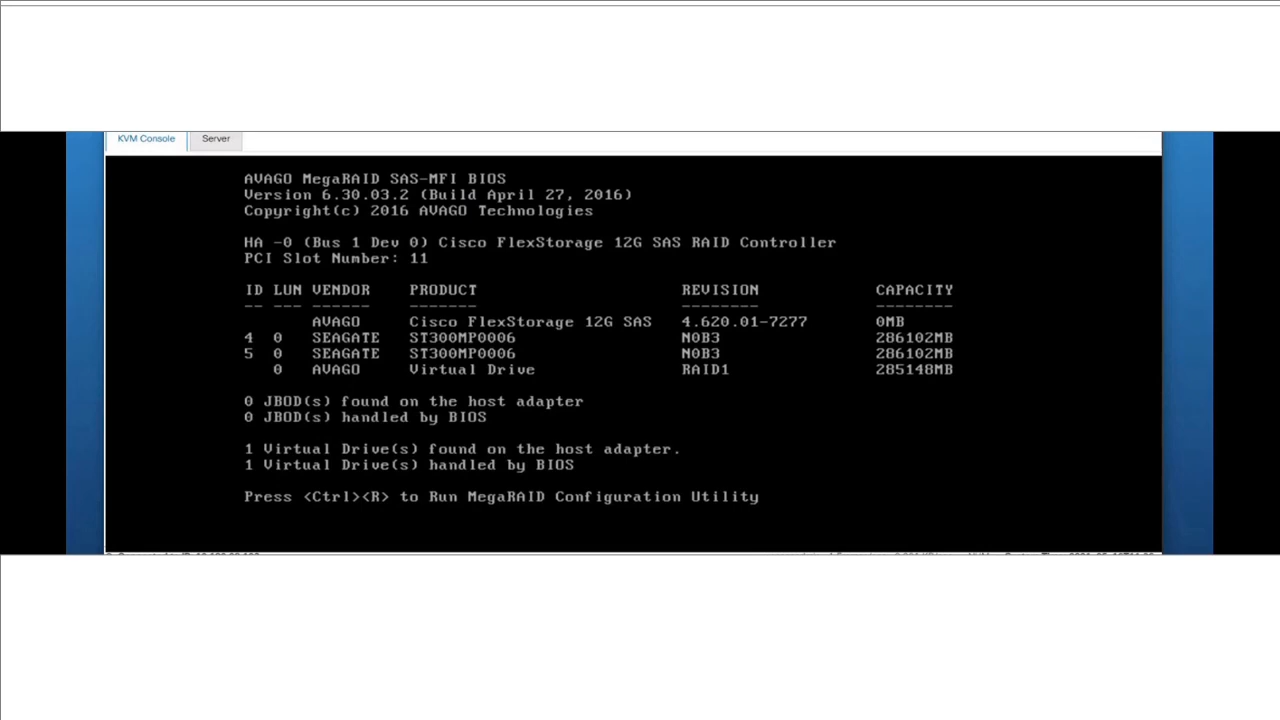 KVM Console Server
AVAGO MegaRAID SAS-MFI BIOS
Version 6.30.03.2 (Build April 27, 2016)
Copyright(c) 2016 AVAGO Technologies
HA -0 (Bus 1 Dev 0) Cisco FlexStorage 12G SAS RAID Controller
PCI Slot Number: 11
ID LUN VENDOR PRODUCT REVISION CAPACITY
-- --- ------ ------- -------- --------
AVAGO Cisco FlexStorage 12G SAS 4.620.01-7277 0MB
4 0 SEAGATE ST300MP0006 N0B3 286102MB
5 0 SEAGATE ST300MP0006 N0B3 286102MB
0 AVAGO Virtual Drive RAID1 285148MB
0 JBOD(s) found on the host adapter
0 JBOD(s) handled by BIOS
1 Virtual Drive(s) found on the host adapter.
1 Virtual Drive(s) handled by BIOS
Press <Ctrl><R> to Run MegaRAID Configuration Utility